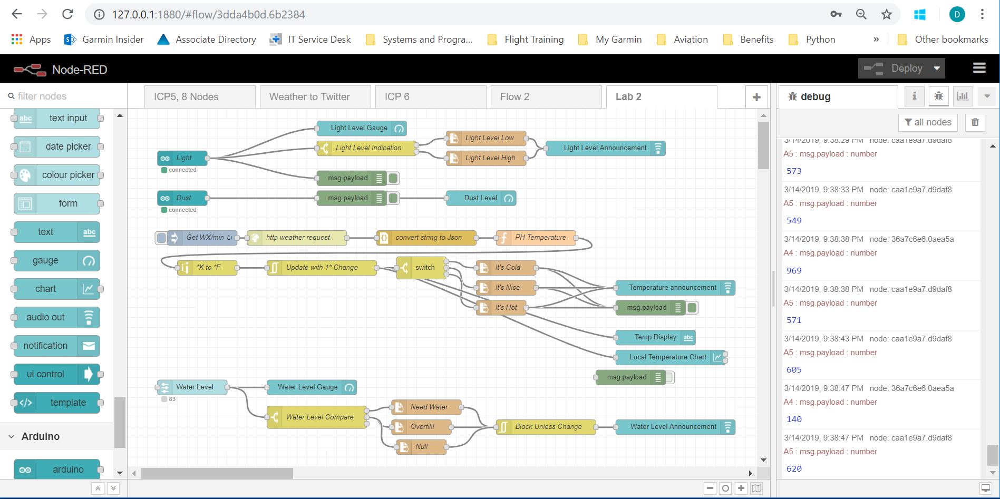 127.0.0.1:1880/#flow/3dda4b0d.6b2384
D
Apps Garmin Insider Associate Directory IT Service Desk Systems and Progra... Flight Training My Garmin Aviation Benefits Python » Other bookmarks
Node-RED
Deploy
filter nodes
ICP5, 8 Nodes
Weather to Twitter
ICP 6
Flow 2
Lab 2
debug
all nodes
abc text input
date picker
colour picker
form
text abc
gauge
chart
audio out
notification
ui control
template
Arduino
arduino
Light Level Gauge
Light Level Indication
Light Level Low
Light Level High
Light Level Announcement
Light
connected
msg.payload
Dust
connected
msg.payload
Dust Level
Get WX/min ↻
http weather request
convert string to Json
PH Temperature
*K to *F
Update with 1* Change
switch
It's Cold
It's Nice
It's Hot
Temperature announcement
msg.payload
Temp Display abc
Local Temperature Chart
msg.payload
Water Level
83
Water Level Gauge
Water Level Compare
Need Water
Overfill!
Null
Block Unless Change
Water Level Announcement
3/14/2019, 9:38:29 PM node: caa1e9a7.d9daf8
A5 : msg.payload : number
573
3/14/2019, 9:38:33 PM node: caa1e9a7.d9daf8
A5 : msg.payload : number
549
3/14/2019, 9:38:38 PM node: 36a7c6e6.0aea5a
A4 : msg.payload : number
969
3/14/2019, 9:38:38 PM node: caa1e9a7.d9daf8
A5 : msg.payload : number
571
3/14/2019, 9:38:43 PM node: caa1e9a7.d9daf8
A5 : msg.payload : number
605
3/14/2019, 9:38:47 PM node: 36a7c6e6.0aea5a
A4 : msg.payload : number
140
3/14/2019, 9:38:47 PM node: caa1e9a7.d9daf8
A5 : msg.payload : number
620